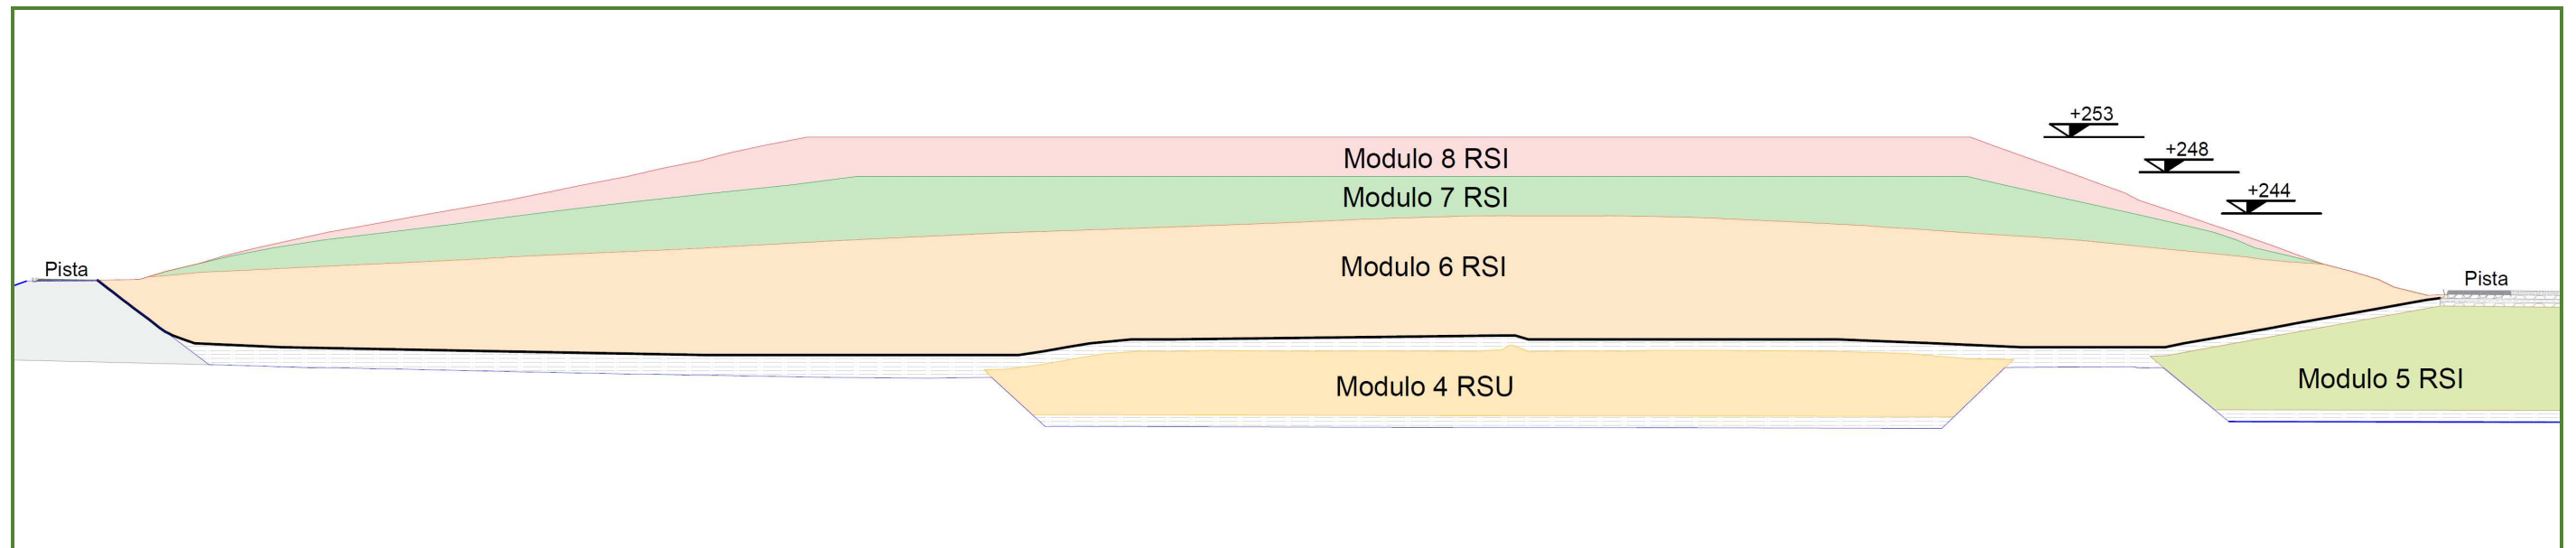 +253
+248
+244
Modulo 8 RSI
Modulo 7 RSI
Modulo 6 RSI
Pista
Pista
Modulo 4 RSU
Modulo 5 RSI